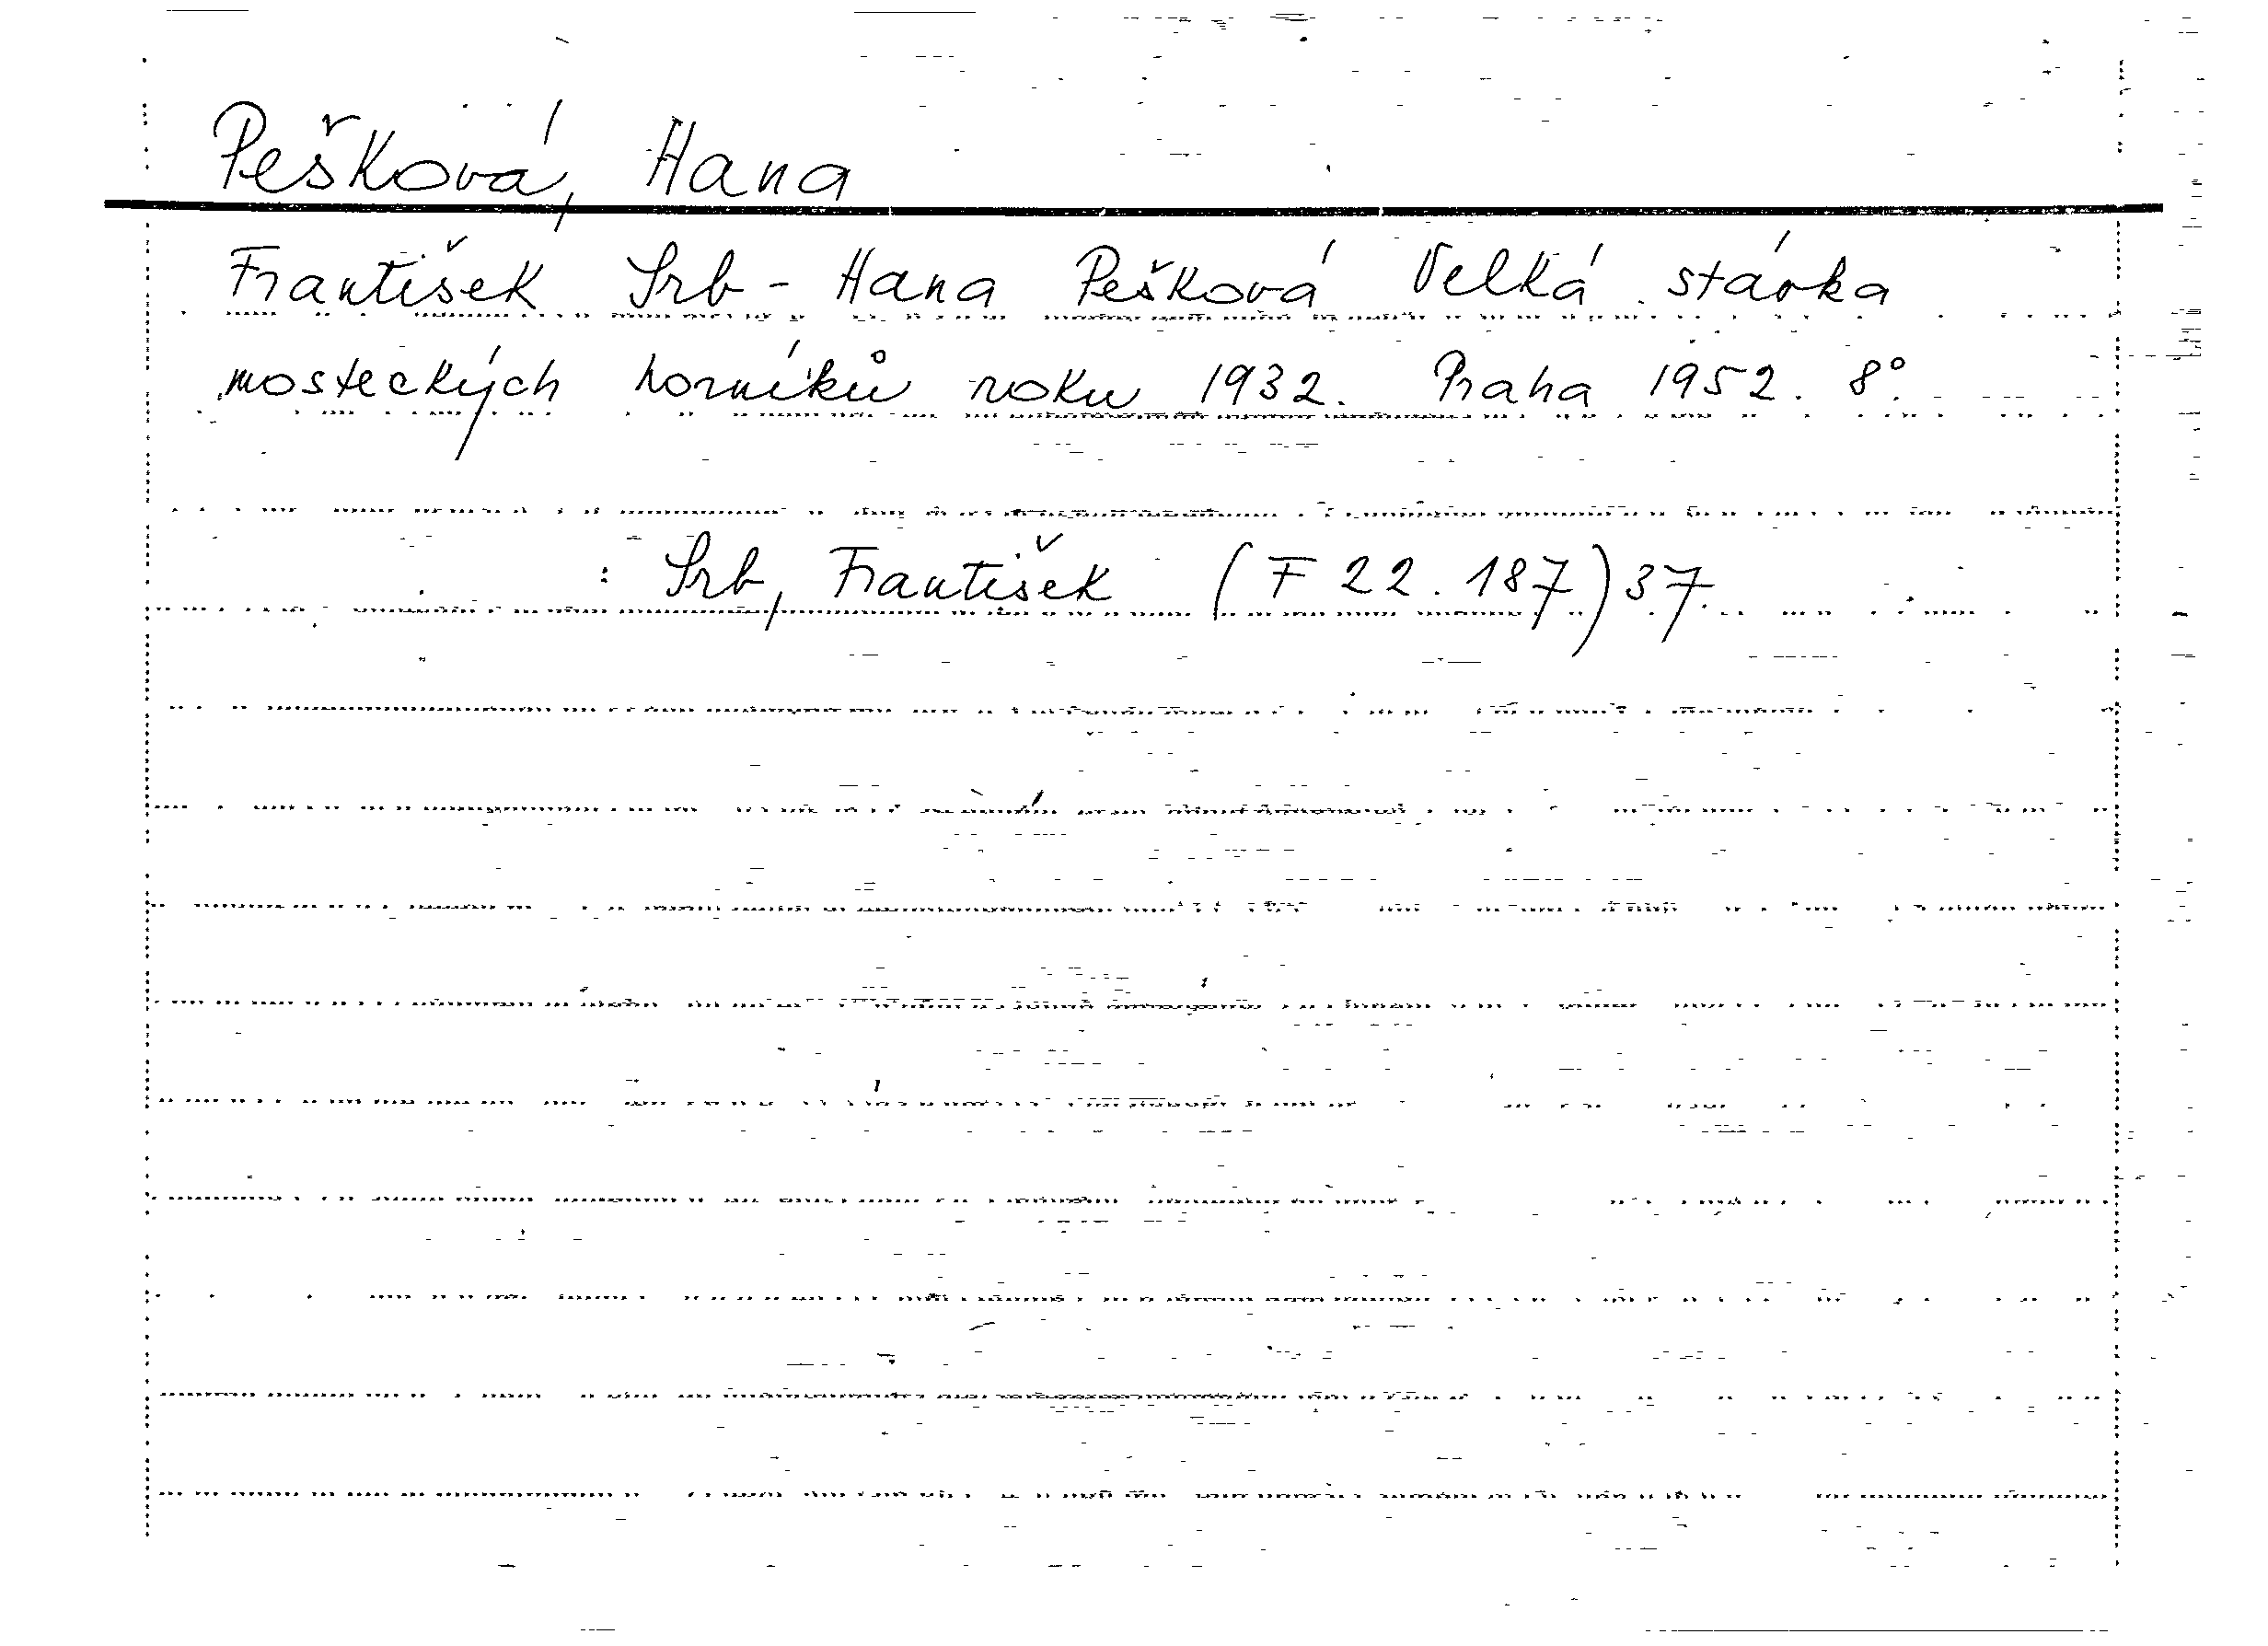 Pešková, Hana
František Srb - Hana Pešková Velká stávka
mosteckých horníků roku 1932. Praha 1952. 8°.
: Srb, František (F 22. 187) 37.